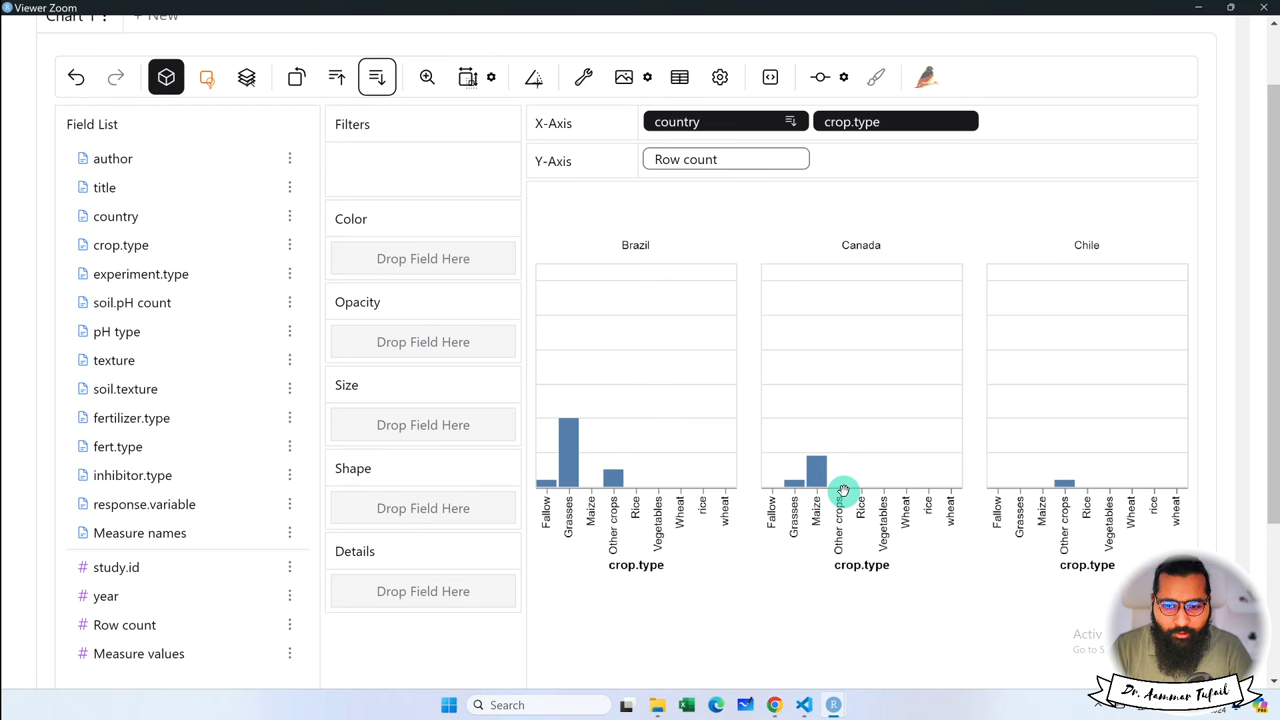 Viewer Zoom
Chart 1
+ New
Field List
author
title
country
crop.type
experiment.type
soil.pH count
pH type
texture
soil.texture
fertilizer.type
fert.type
inhibitor.type
response.variable
Measure names
study.id
year
Row count
Measure values
Filters
Color
Drop Field Here
Opacity
Drop Field Here
Size
Drop Field Here
Shape
Drop Field Here
Details
Drop Field Here
X-Axis
country
crop.type
Y-Axis
Row count
Brazil
Canada
Chile
Fallow
Grasses
Maize
Other crops
Rice
Vegetables
Wheat
rice
wheat
Fallow
Grasses
Maize
Other crops
Rice
Vegetables
Wheat
rice
wheat
Fallow
Grasses
Maize
Other crops
Rice
Vegetables
Wheat
rice
wheat
crop.type
crop.type
crop.type
Activ
Go to S
Dr. Aammar Tufail
Search